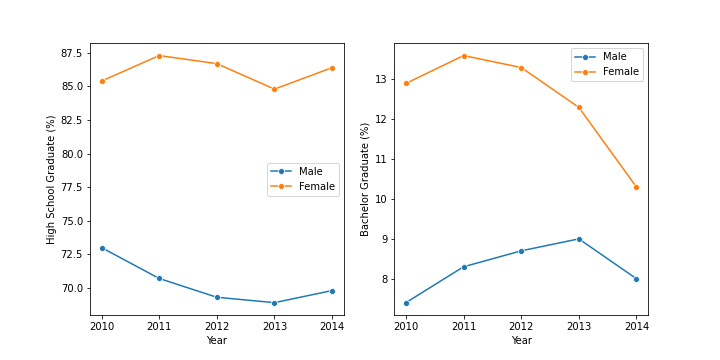 High School Graduate (%)
87.5
85.0
82.5
80.0
77.5
75.0
72.5
70.0
2010 2011 2012 2013 2014
Year
Male
Female
Bachelor Graduate (%)
13
12
11
10
9
8
2010 2011 2012 2013 2014
Year
Male
Female